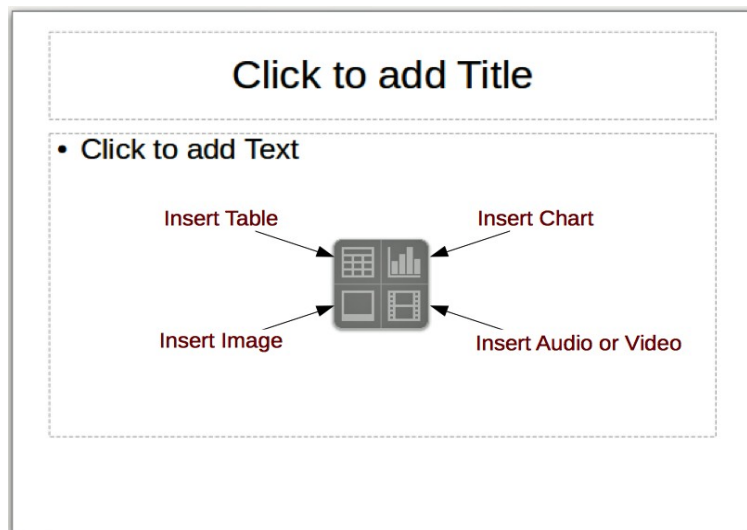 Click to add Title
• Click to add Text
Insert Table
Insert Chart
Insert Image
Insert Audio or Video